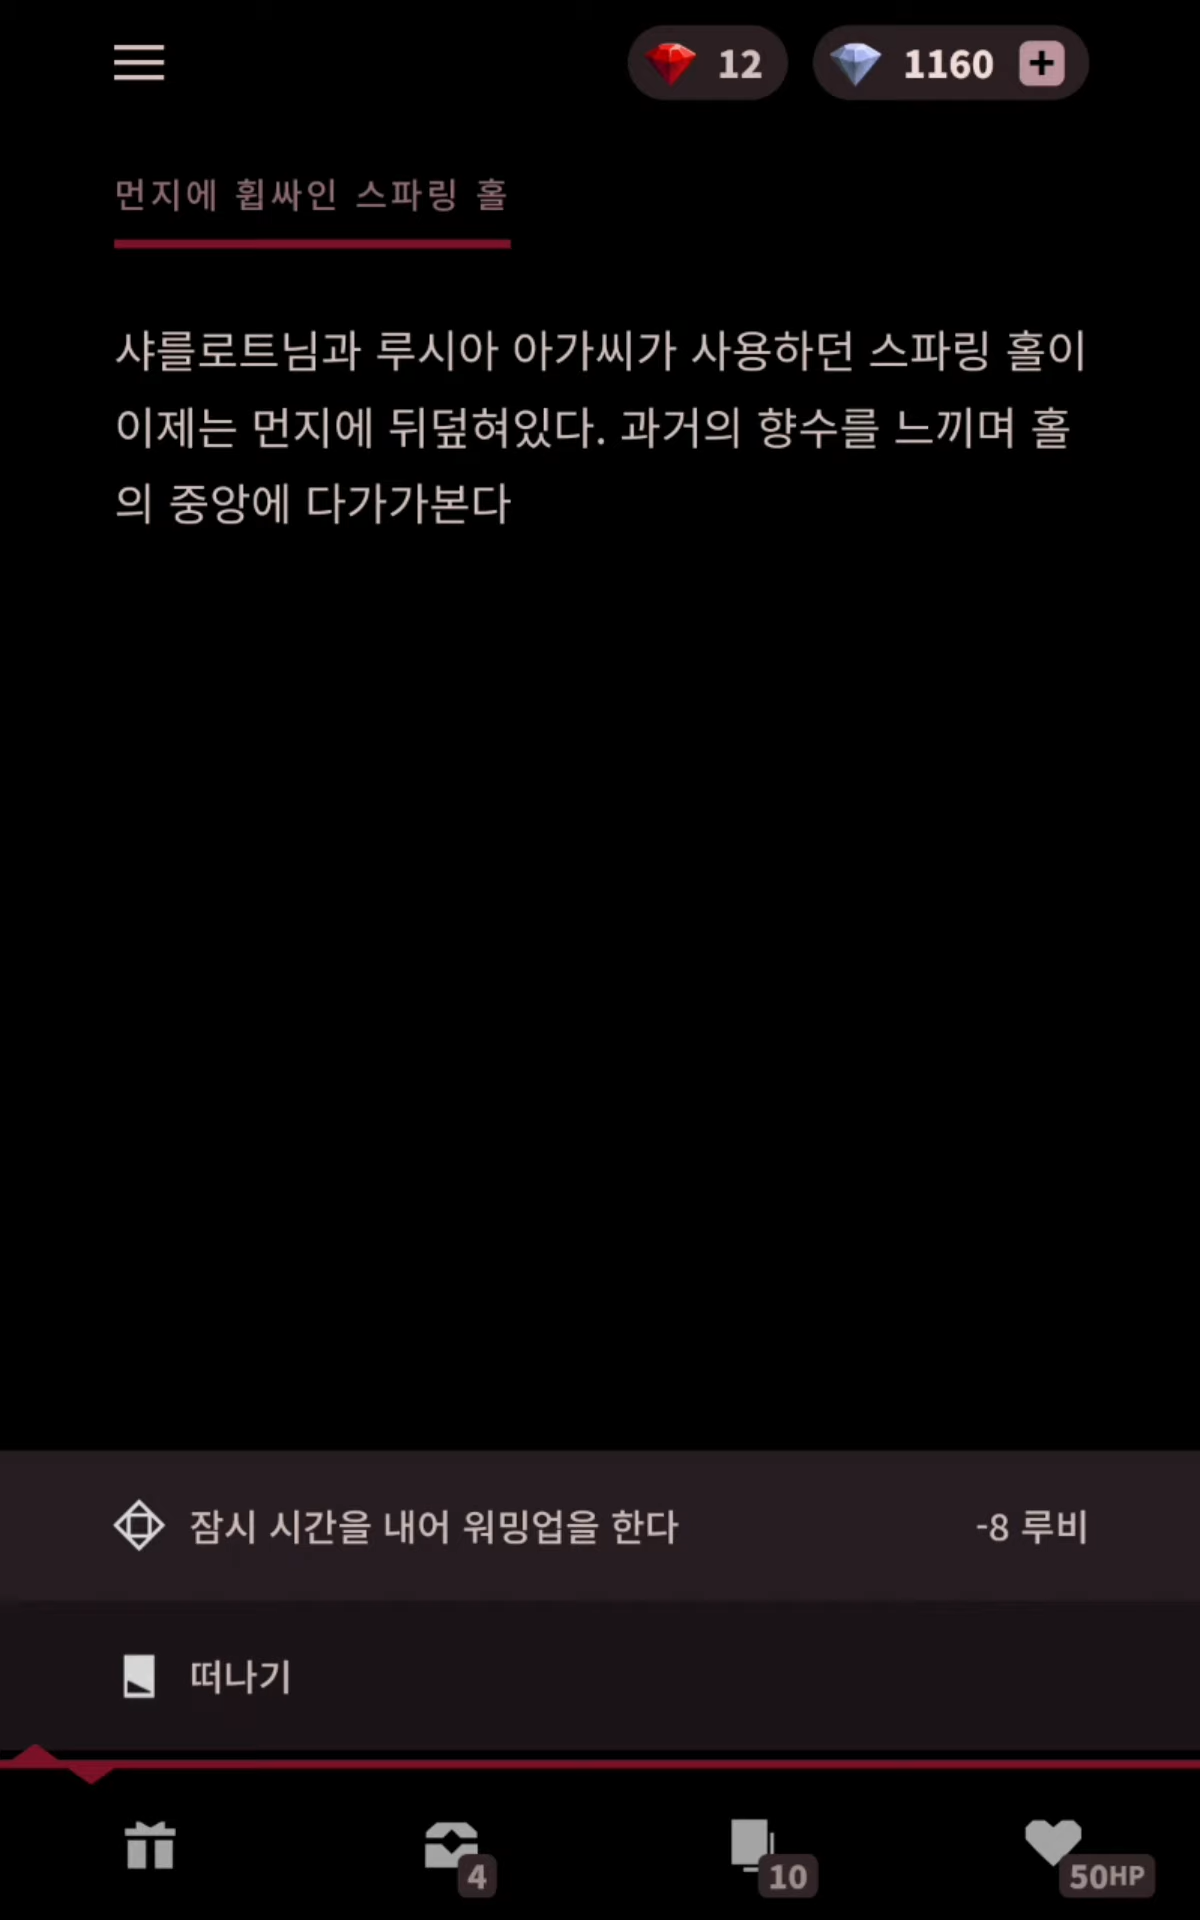 12
1160
먼지에 휩싸인 스파링 홀
샤를로트님과 루시아 아가씨가 사용하던 스파링 홀이
이제는 먼지에 뒤덮혀있다. 과거의 향수를 느끼며 홀
의 중앙에 다가가본다
잠시 시간을 내어 워밍업을 한다 -8 루비
떠나기
4
10
50HP